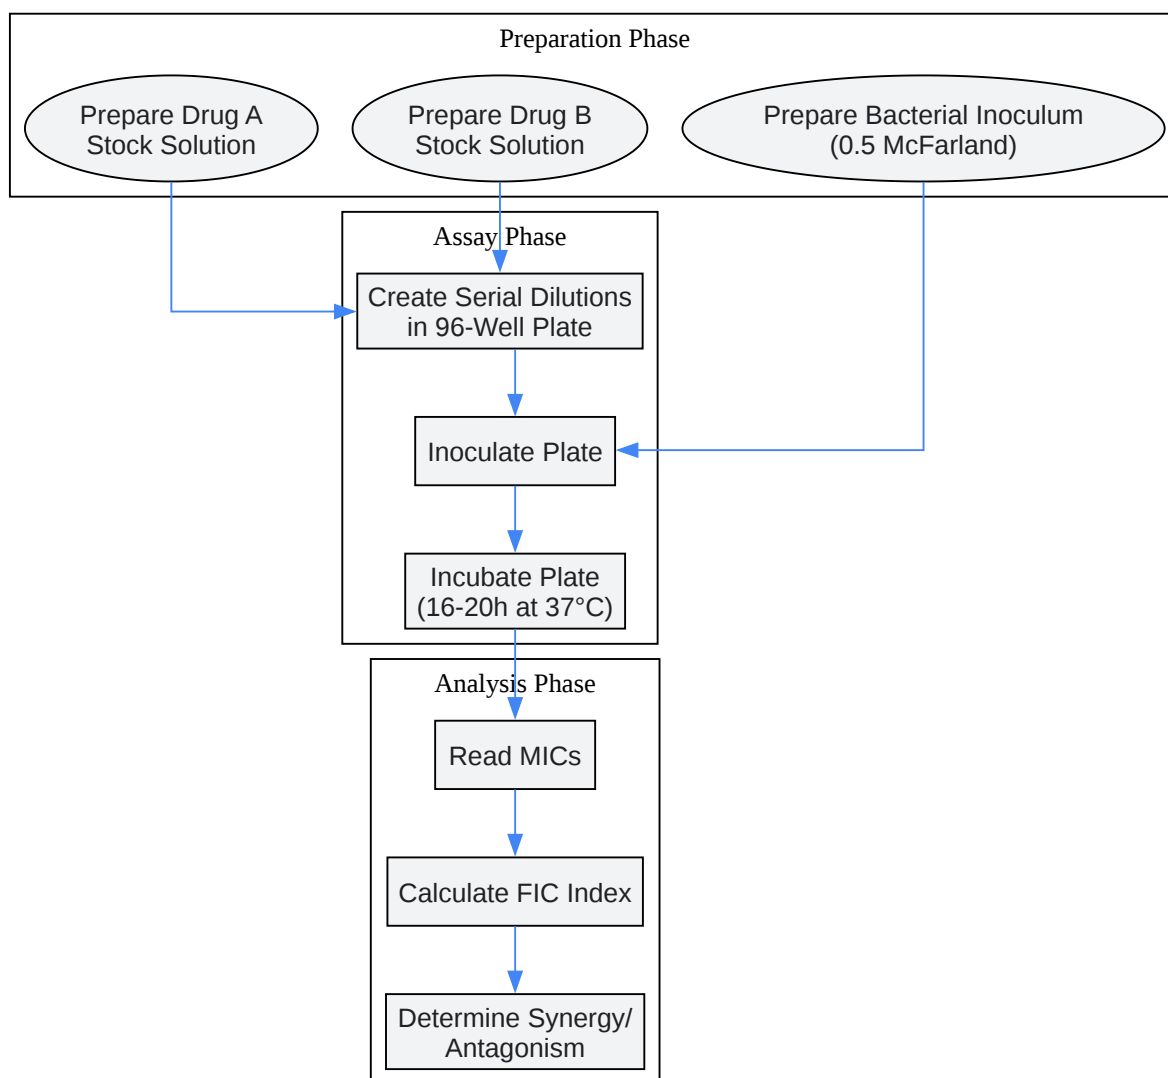 Preparation Phase
Prepare Drug A
Stock Solution
Prepare Drug B
Stock Solution
Prepare Bacterial Inoculum
(0.5 McFarland)
Assay Phase
Create Serial Dilutions
in 96-Well Plate
Inoculate Plate
Incubate Plate
(16-20h at 37°C)
Analysis Phase
Read MICs
Calculate FIC Index
Determine Synergy/
Antagonism